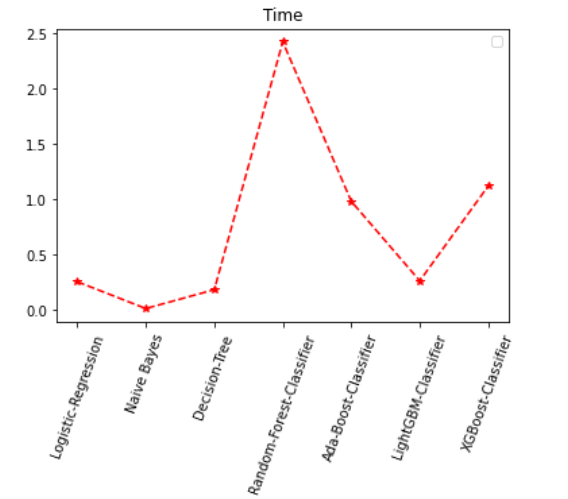 Time
2.5
2.0
1.5
1.0
0.5
0.0
Logistic-Regression
Naive Bayes
Decision-Tree
Random-Forest-Classifier
Ada-Boost-Classifier
LightGBM-Classifier
XGBoost-Classifier